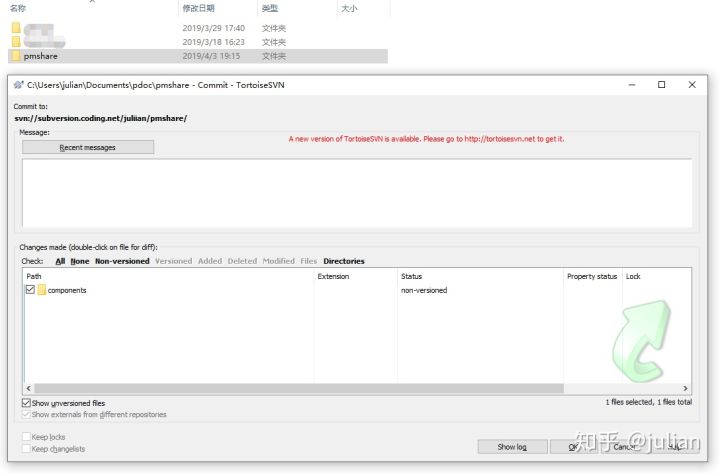 名称 修改日期 类型 大小
2019/3/29 17:40 文件夹
2019/3/18 16:23 文件夹
pmshare 2019/4/3 19:15 文件夹
C:\Users\julian\Documents\pdoc\pmshare - Commit - TortoiseSVN
Commit to:
svn://subversion.coding.net/juliian/pmshare/
Message:
Recent messages
A new version of TortoiseSVN is available. Please go to http://tortoisesvn.net to get it.
Changes made (double-click on file for diff):
Check: All None Non-versioned Versioned Added Deleted Modified Files Directories
Path Extension Status Property status Lock
components non-versioned
Show unversioned files
1 files selected, 1 files total
Show externals from different repositories
Keep locks
Keep changelists
Show log OK Cancel Help
知乎 @julian